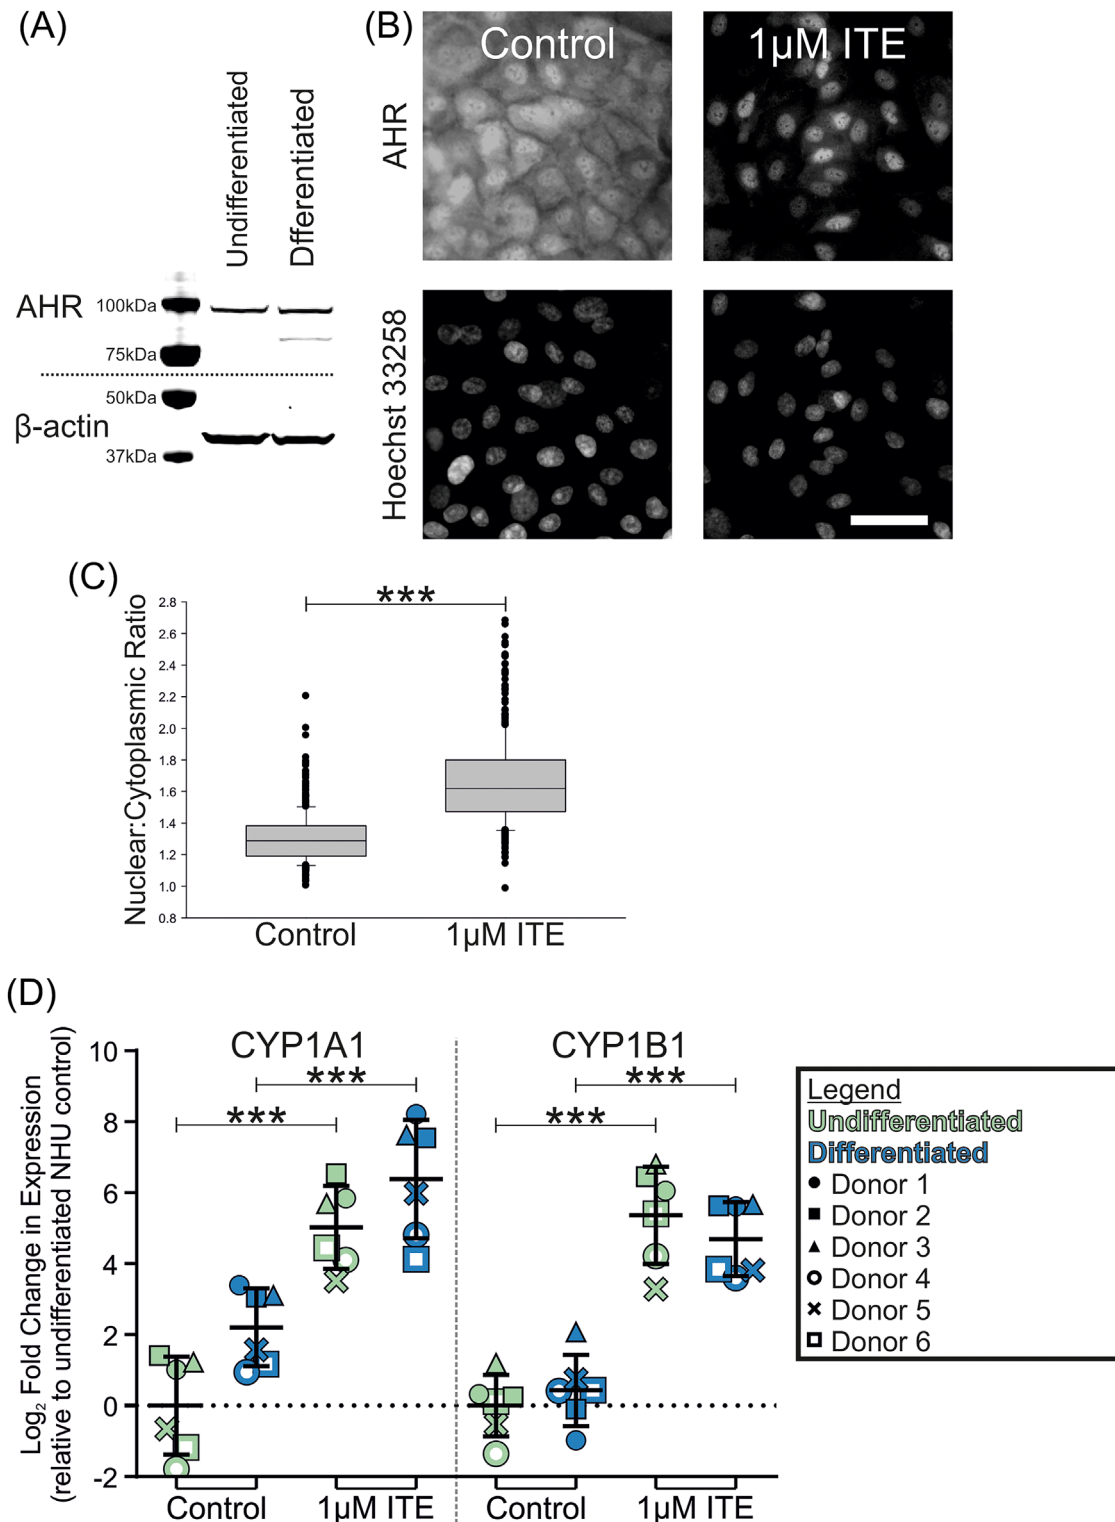 (A)
Undifferentiated
Dfferentiated
AHR
100kDa
75kDa
50kDa
β-actin
37kDa
(B)
Control
1µM ITE
AHR
Hoechst 33258
(C)
***
Nuclear:Cytoplasmic Ratio
2.8
2.6
2.4
2.2
2.0
1.8
1.6
1.4
1.2
1.0
0.8
Control
1µM ITE
(D)
Log₂ Fold Change in Expression
(relative to undifferentiated NHU control)
10
8
6
4
2
0
-2
CYP1A1
***
***
CYP1B1
***
***
Control
1µM ITE
Control
1µM ITE
Legend
Undifferentiated
Differentiated
Donor 1
Donor 2
Donor 3
Donor 4
Donor 5
Donor 6